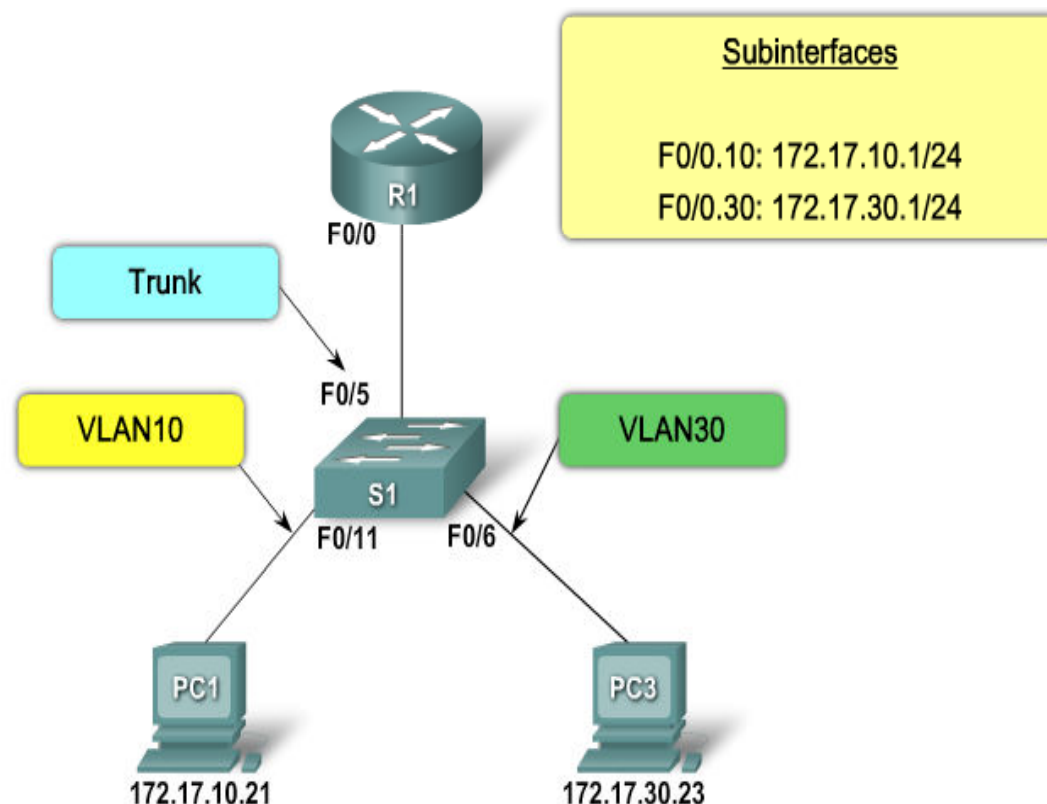 Subinterfaces
F0/0.10: 172.17.10.1/24
F0/0.30: 172.17.30.1/24
R1
F0/0
Trunk
F0/5
VLAN10
VLAN30
S1
F0/11
F0/6
PC1
PC3
172.17.10.21
172.17.30.23